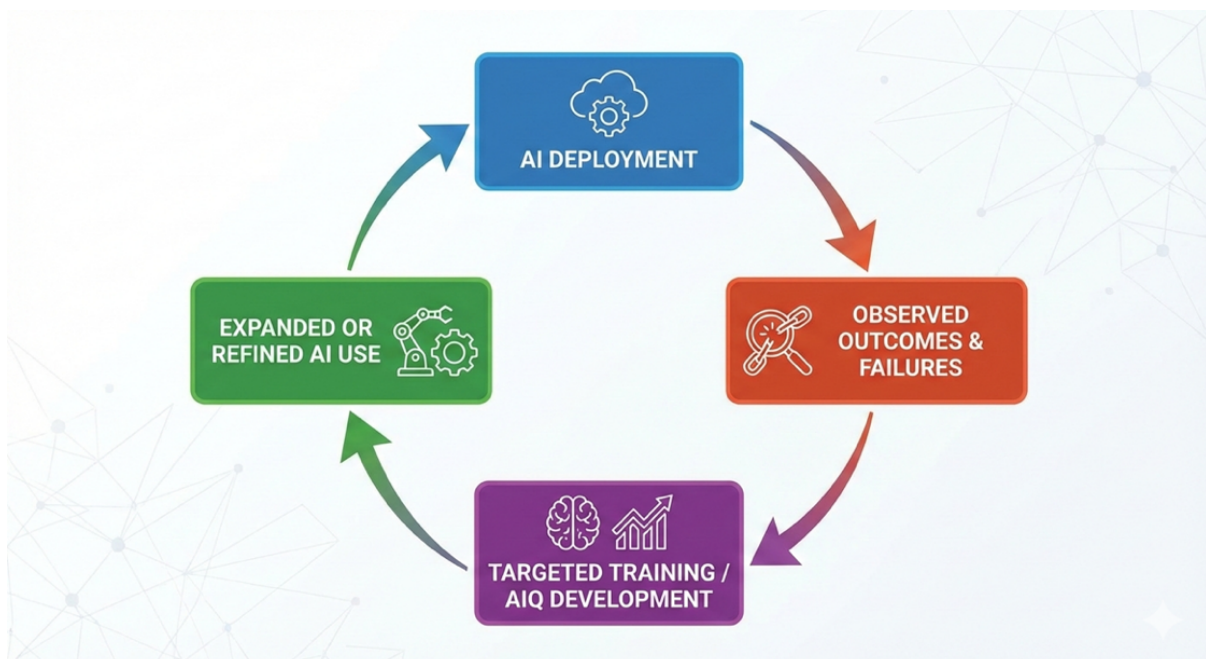 AI DEPLOYMENT
OBSERVED
OUTCOMES &
FAILURES
TARGETED TRAINING /
AIQ DEVELOPMENT
EXPANDED OR
REFINED AI USE